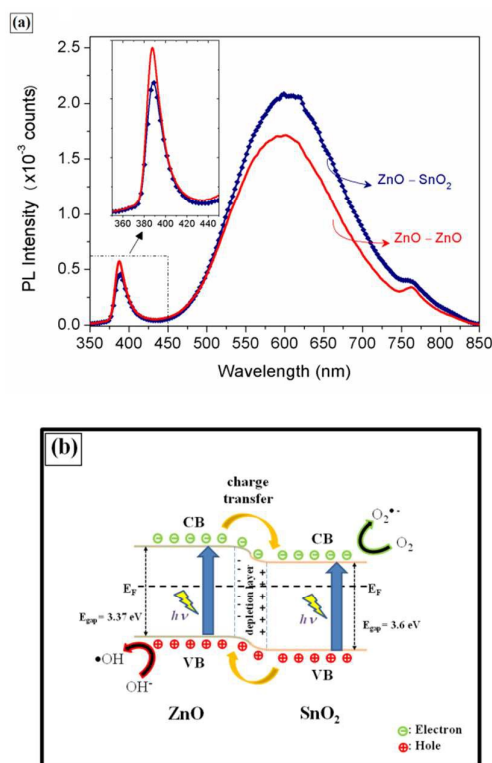 (a)
PL Intensity (x10⁻³ counts)
2.5
2.0
1.5
1.0
0.5
0.0
360 380 400 420 440
ZnO – SnO₂
ZnO – ZnO
350 400 450 500 550 600 650 700 750 800 850
Wavelength (nm)
(b)
charge
transfer
CB
CB
O₂•-
O₂
E_F
E_F
depletion layer
hν
hν
E_gap = 3.37 eV
E_gap = 3.6 eV
•OH
OH-
VB
VB
ZnO
SnO₂
: Electron
: Hole